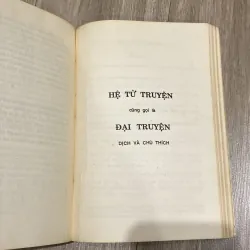 HỆ TỪ TRUYỆN
cũng gọi là
ĐẠI TRUYỆN
DỊCH VÀ CHÚ THÍCH